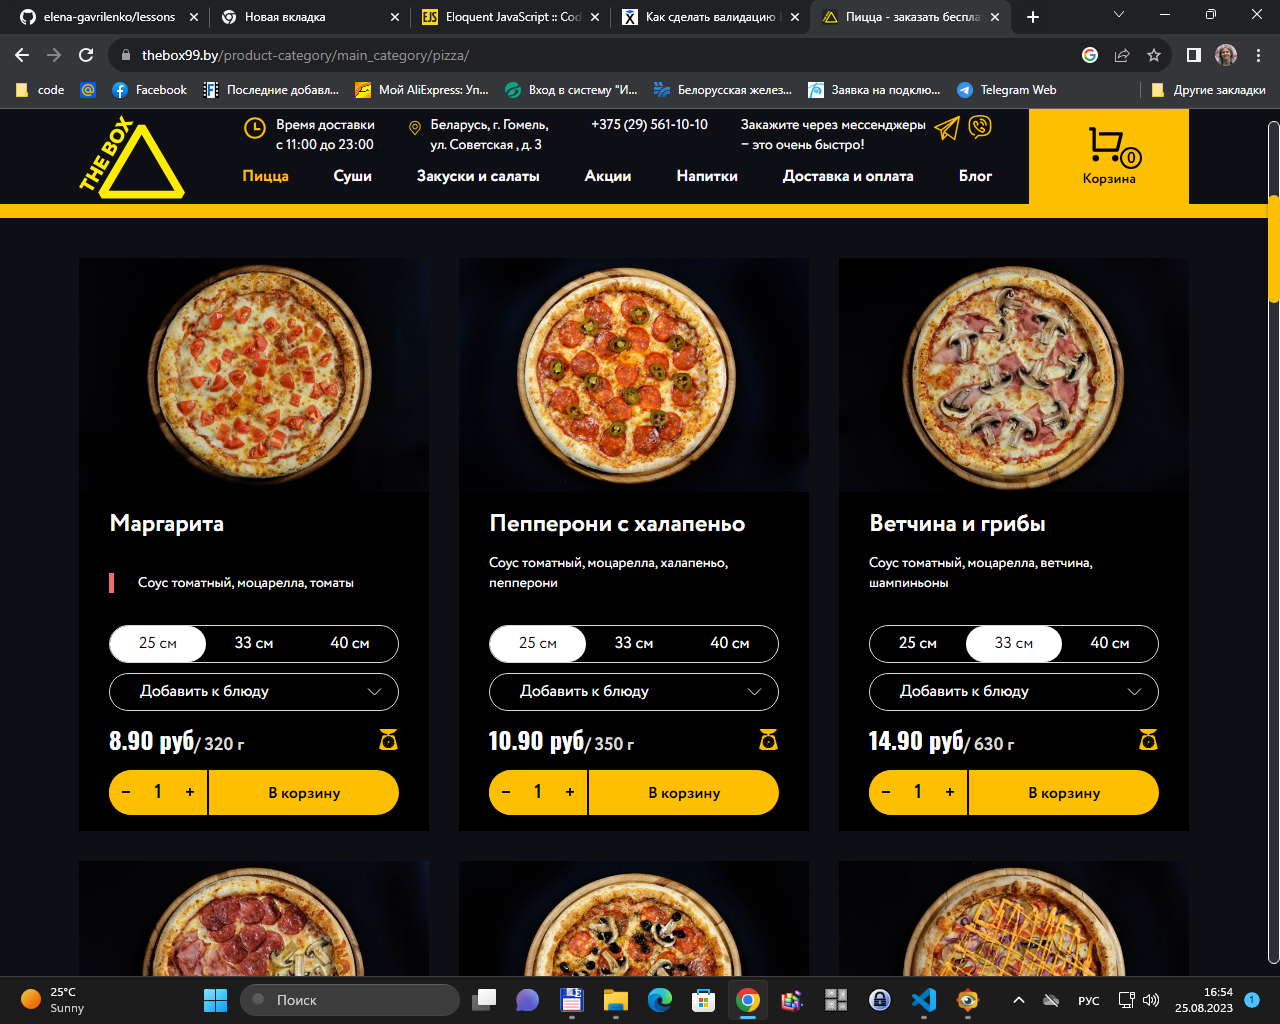 elena-gavrilenko/lessons
Новая вкладка
Eloquent JavaScript :: Cod
Как сделать валидацию
Пицца - заказать беспла
thebox99.by/product-category/main_category/pizza/
code
Facebook
Последние добавл...
Мой AliExpress: Уп...
Вход в систему "И...
Белорусская желез...
Заявка на подклю...
Telegram Web
Другие закладки
THE BOX
Время доставки
с 11:00 до 23:00
Беларусь, г. Гомель,
ул. Советская , д. 3
+375 (29) 561-10-10
Закажите через мессенджеры
– это очень быстро!
0
Корзина
Пицца
Суши
Закуски и салаты
Акции
Напитки
Доставка и оплата
Блог
Маргарита
Соус томатный, моцарелла, томаты
25 см 33 см 40 см
Добавить к блюду
8.90 руб/ 320 г
– 1 + В корзину
Пепперони с халапеньо
Соус томатный, моцарелла, халапеньо,
пепперони
25 см 33 см 40 см
Добавить к блюду
10.90 руб/ 350 г
– 1 + В корзину
Ветчина и грибы
Соус томатный, моцарелла, ветчина,
шампиньоны
25 см 33 см 40 см
Добавить к блюду
14.90 руб/ 630 г
– 1 + В корзину
25°C
Sunny
Поиск
РУС
16:54
25.08.2023
1